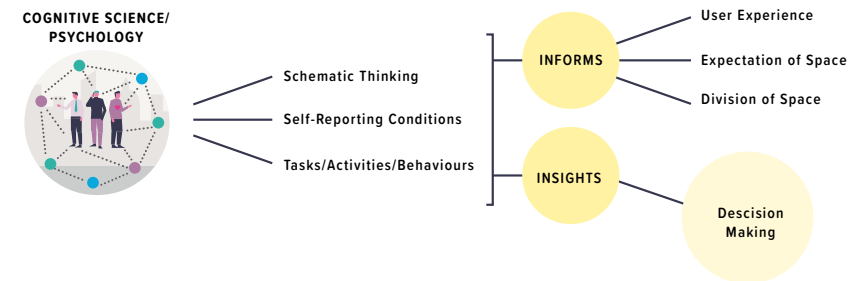 COGNITIVE SCIENCE/
PSYCHOLOGY
Schematic Thinking
Self-Reporting Conditions
Tasks/Activities/Behaviours
INFORMS
User Experience
Expectation of Space
Division of Space
INSIGHTS
Descision
Making